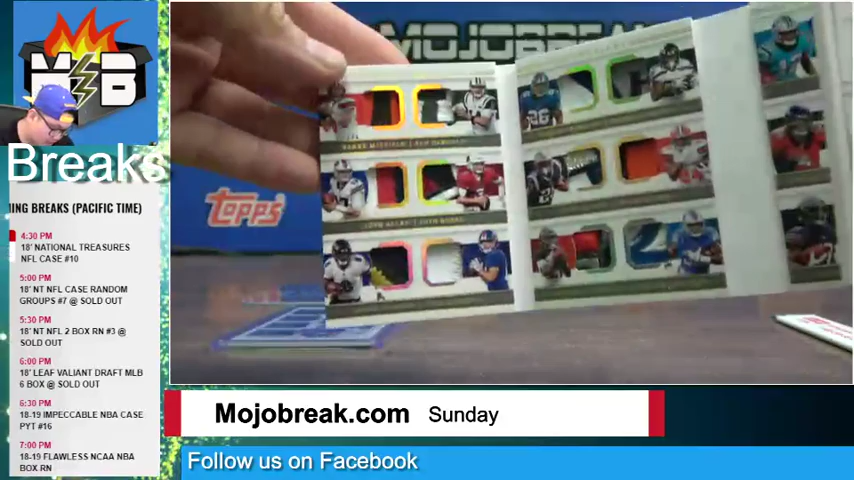 M B
Breaks
ING BREAKS (PACIFIC TIME)
4:30 PM
18' NATIONAL TREASURES
NFL CASE #10
5:00 PM
18' NT NFL CASE RANDOM
GROUPS #7 @ SOLD OUT
5:30 PM
18' NT NFL 2 BOX RN #3 @
SOLD OUT
6:00 PM
18' LEAF VALIANT DRAFT MLB
6 BOX @ SOLD OUT
6:30 PM
18-19 IMPECCABLE NBA CASE
PYT #16
7:00 PM
18-19 FLAWLESS NCAA NBA
BOX RN
MOJOBREAK
topps
26
Mojobreak.com Sunday
Follow us on Facebook